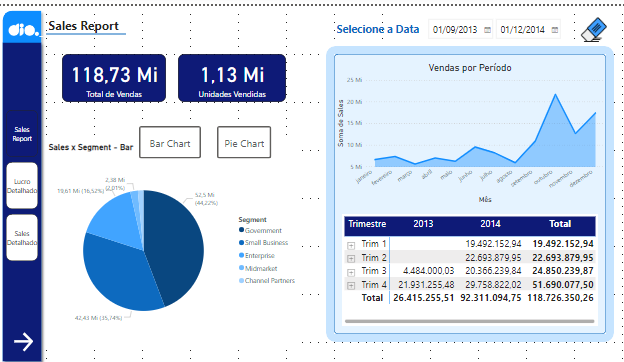 dio.
Sales Report
Selecione a Data
01/09/2013
01/12/2014
118,73 Mi
Total de Vendas
1,13 Mi
Unidades Vendidas
Sales
Report
Lucro
Detalhado
Sales
Detalhado
Sales x Segment - Bar
Bar Chart
Pie Chart
2,38 Mi
(2,01%)
19,61 Mi (16,52%)
52,5 Mi
(44,22%)
42,43 Mi (35,74%)
Segment
Government
Small Business
Enterprise
Midmarket
Channel Partners
Vendas por Período
Soma de Sales
25 Mi
20 Mi
15 Mi
10 Mi
5 Mi
janeiro
fevereiro
março
abril
maio
junho
julho
agosto
setembro
outubro
novembro
dezembro
Mês
Trimestre 2013 2014 Total
Trim 1 19.492.152,94 19.492.152,94
Trim 2 22.693.879,95 22.693.879,95
Trim 3 4.484.000,03 20.366.239,84 24.850.239,87
Trim 4 21.931.255,48 29.758.822,02 51.690.077,50
Total 26.415.255,51 92.311.094,75 118.726.350,26